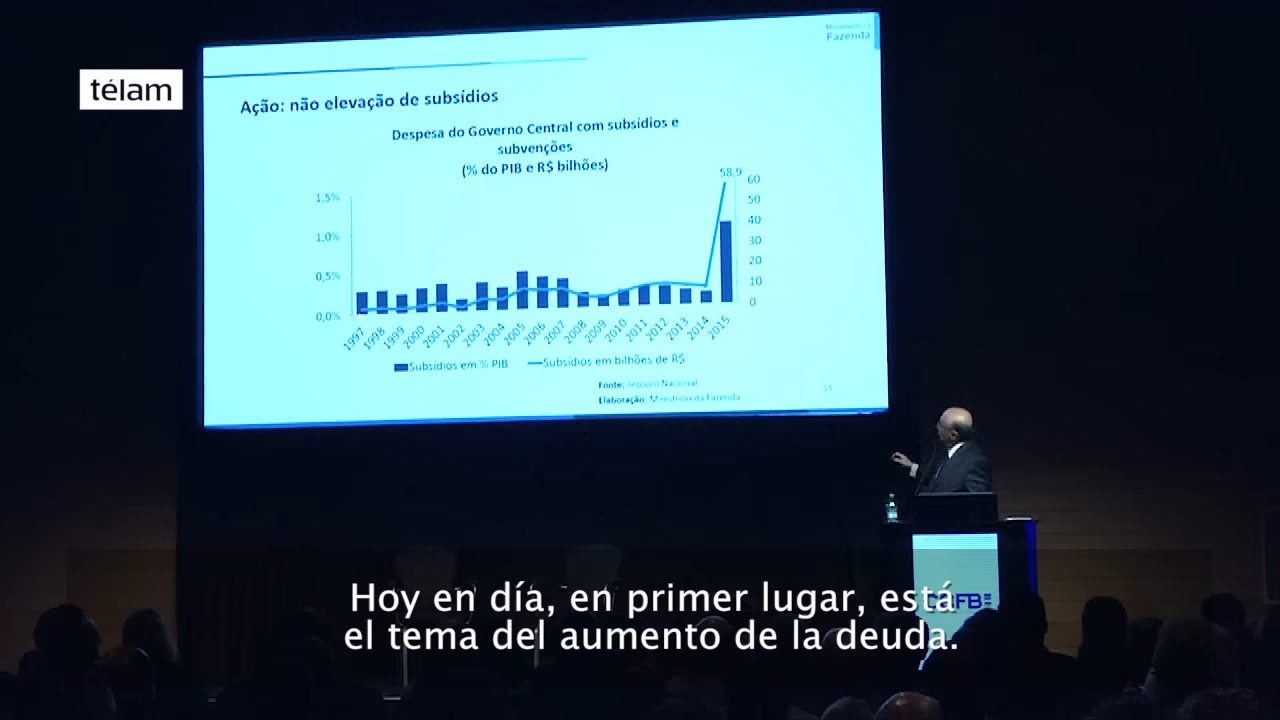 Ministério da
Fazenda
télam
Ação: não elevação de subsídios
Despesa do Governo Central com subsídios e
subvenções
(% do PIB e R$ bilhões)
58,9
1,5%
1,0%
0,5%
0,0%
60
50
40
30
20
10
0
1997 1998 1999 2000 2001 2002 2003 2004 2005 2006 2007 2008 2009 2010 2011 2012 2013 2014 2015
Subsídios em % PIB Subsídios em bilhões de R$
Fonte: Tesouro Nacional
Elaboração: Ministério da Fazenda
Hoy en día, en primer lugar, está
el tema del aumento de la deuda.